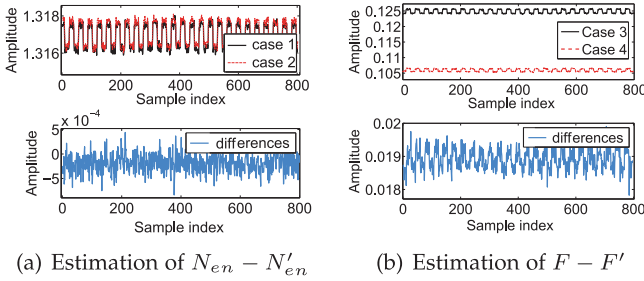 Amplitude
1.318
1.316
case 1
case 2
0 200 400 600 800
Sample index
Amplitude
5 × 10⁻⁴
0
−5
differences
0 200 400 600 800
Sample index
(a) Estimation of N_en − N′_en
Amplitude
0.125
0.12
0.115
0.11
0.105
Case 3
Case 4
0 200 400 600 800
Sample index
Amplitude
0.02
0.019
0.018
differences
0 200 400 600 800
Sample index
(b) Estimation of F − F′